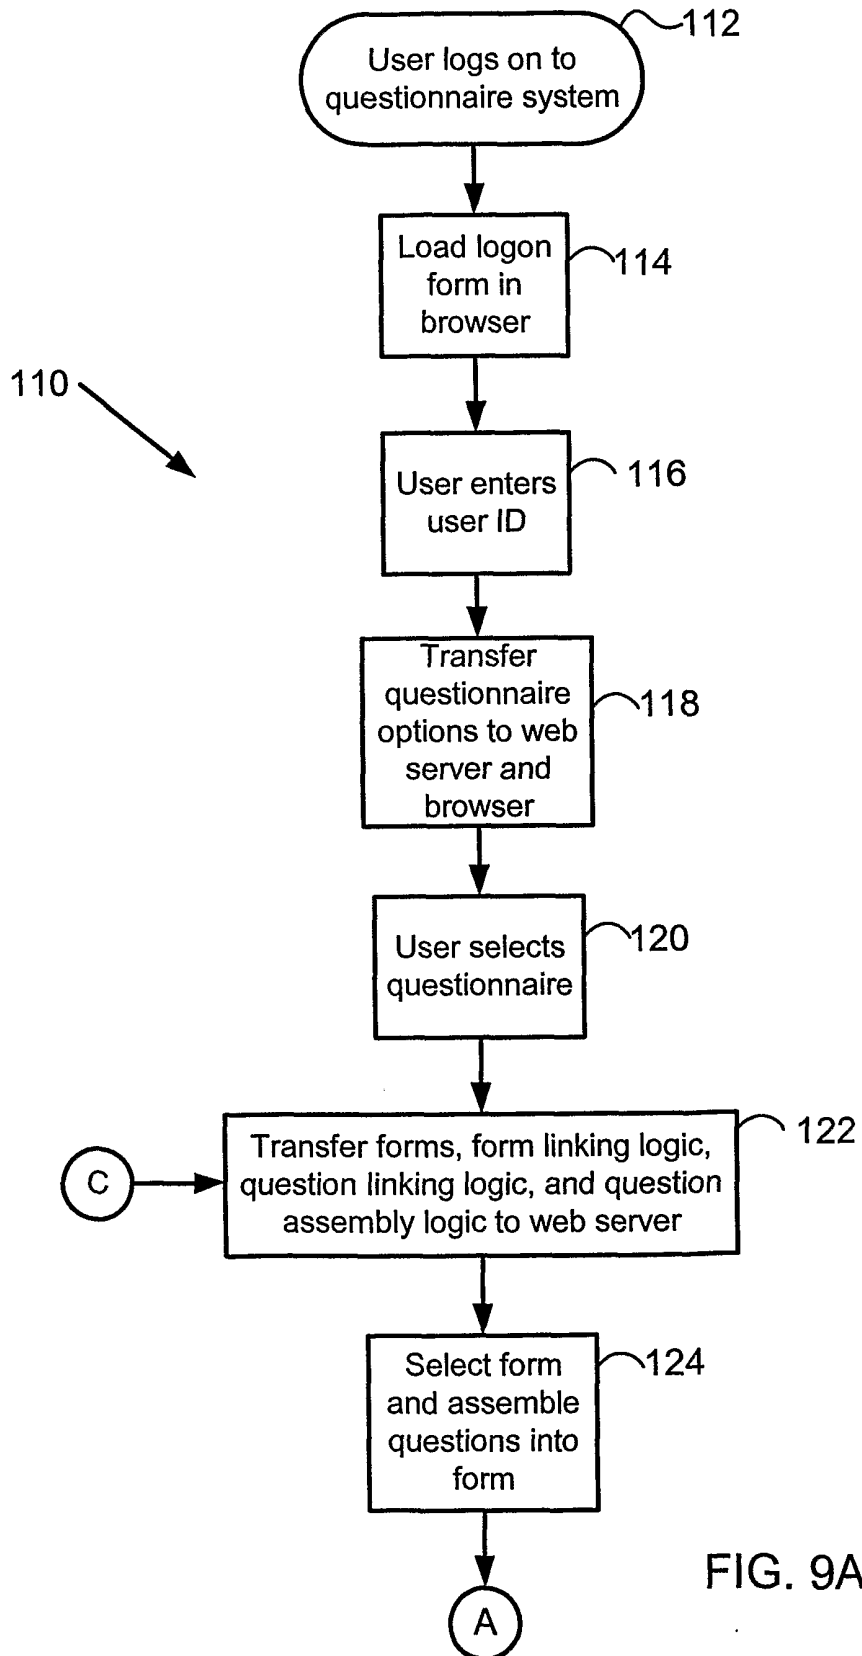 112
User logs on to
questionnaire system
Load logon
form in
browser
114
110
User enters
user ID
116
Transfer
questionnaire
options to web
server and
browser
118
User selects
questionnaire
120
C
Transfer forms, form linking logic,
question linking logic, and question
assembly logic to web server
122
Select form
and assemble
questions into
form
124
A
FIG. 9A